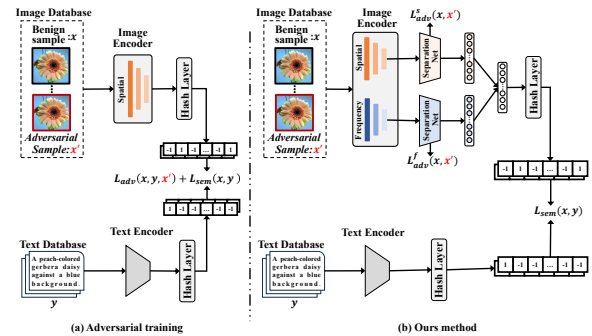 Image Database
Benign
sample :x
Adversarial
Sample:x'
Image
Encoder
Spatial
Hash Layer
-1 1 -1 ... -1 1
L_adv(x, y, x') + L_sem(x, y )
1 -1 -1 ... -1 -1
Text Database
A peach-colored
gerbera daisy
against a blue
background.
y
Text Encoder
Hash Layer
(a) Adversarial training
Image Database
Benign
sample :x
Adversarial
Sample:x'
Image
Encoder
Spatial
Frequency
L^s_adv(x, x')
Separation
Net
Separation
Net
L^f_adv(x, x')
Hash Layer
-1 1 -1 ... -1 1
L_sem(x, y)
1 -1 -1 ... -1 -1
Text Database
A peach-colored
gerbera daisy
against a blue
background.
y
Text Encoder
Hash Layer
(b) Ours method